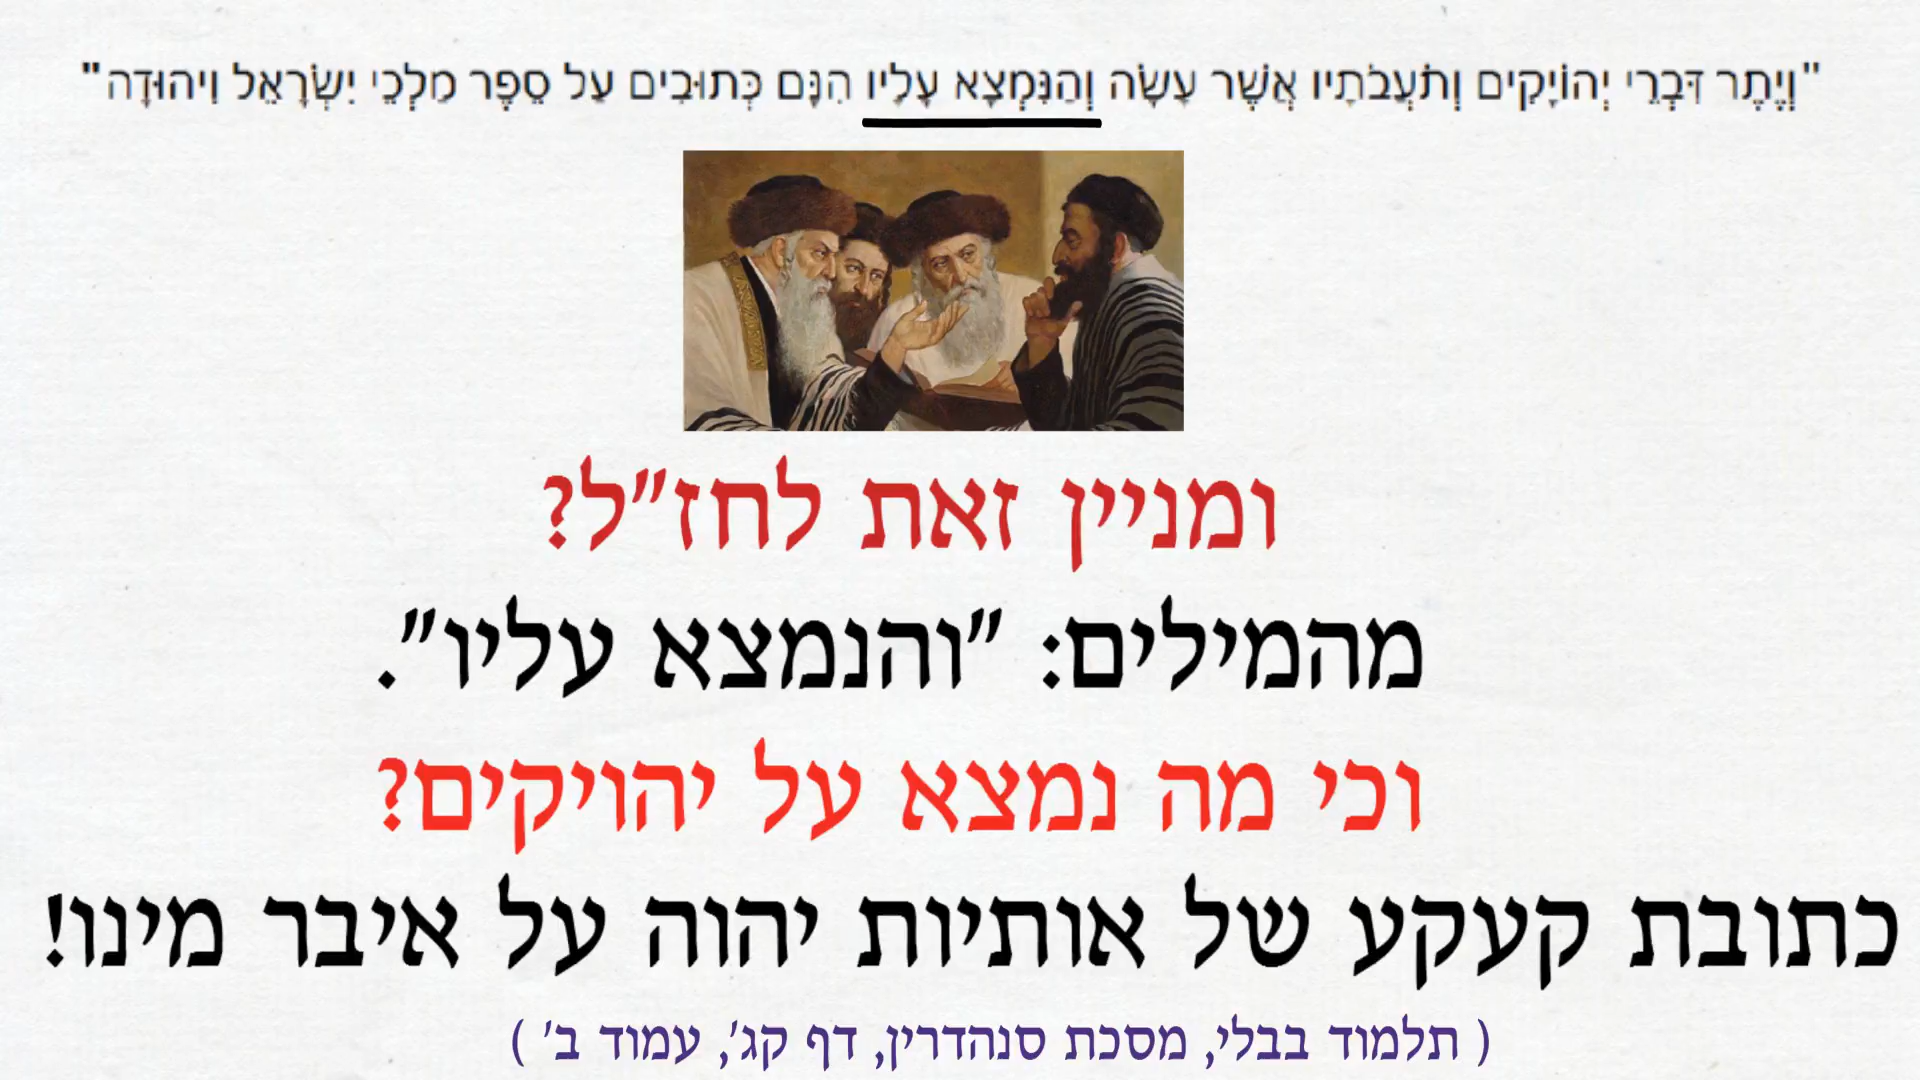 "וְיֶתֶר דִּבְרֵי יְהוֹיָקִים וְתֹעֲבֹתָיו אֲשֶׁר עָשָׂה וְהַנִּמְצָא עָלָיו הִנָּם כְּתוּבִים עַל סֵפֶר מַלְכֵי יִשְׂרָאֵל וִיהוּדָה"
ומניין זאת לחז"ל?
מהמילים: "והנמצא עליו".
וכי מה נמצא על יהויקים?
כתובת קעקע של אותיות יהוה על איבר מינו!
( תלמוד בבלי, מסכת סנהדרין, דף קג', עמוד ב' )